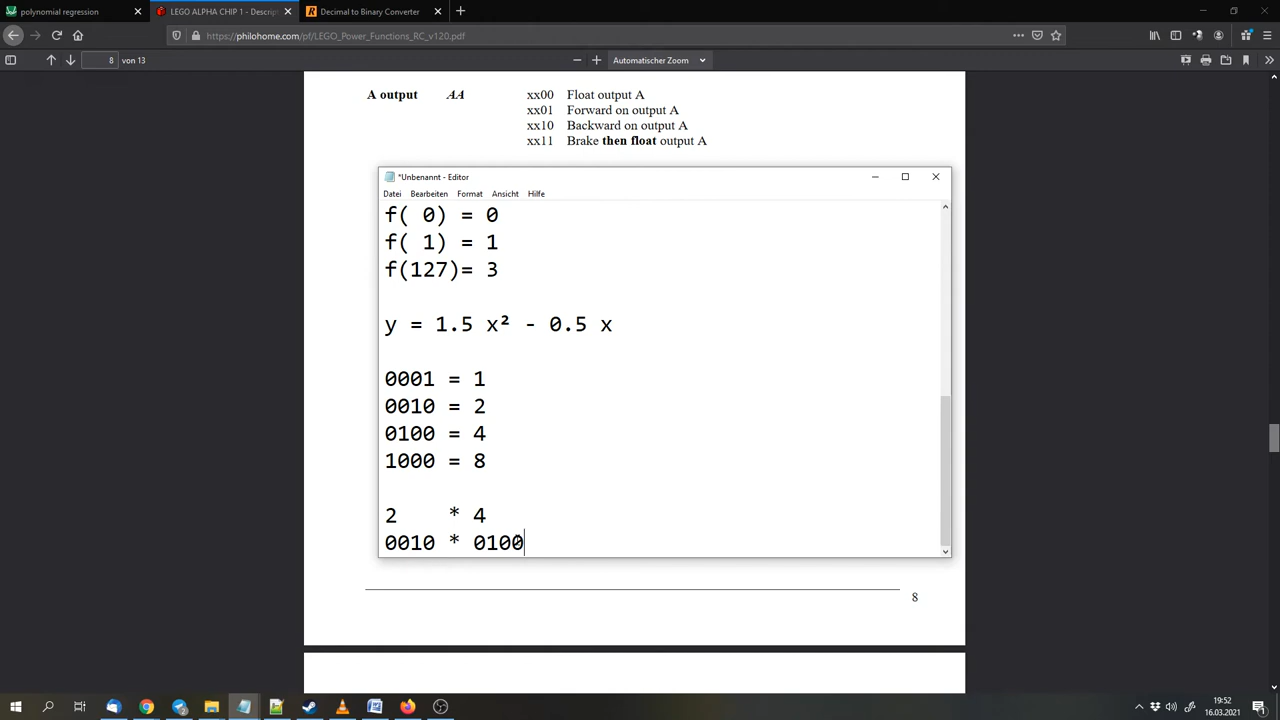 polynomial regression
LEGO ALPHA CHIP 1 - Descript
Decimal to Binary Converter
https://philohome.com/pf/LEGO_Power_Functions_RC_v120.pdf
8 von 13
Automatischer Zoom
A output AA xx00 Float output A
xx01 Forward on output A
xx10 Backward on output A
xx11 Brake then float output A
*Unbenannt - Editor
Datei Bearbeiten Format Ansicht Hilfe
f( 0) = 0
f( 1) = 1
f(127)= 3
y = 1.5 x² - 0.5 x
0001 = 1
0010 = 2
0100 = 4
1000 = 8
2 * 4
0010 * 0100
8
19:52
16.03.2021